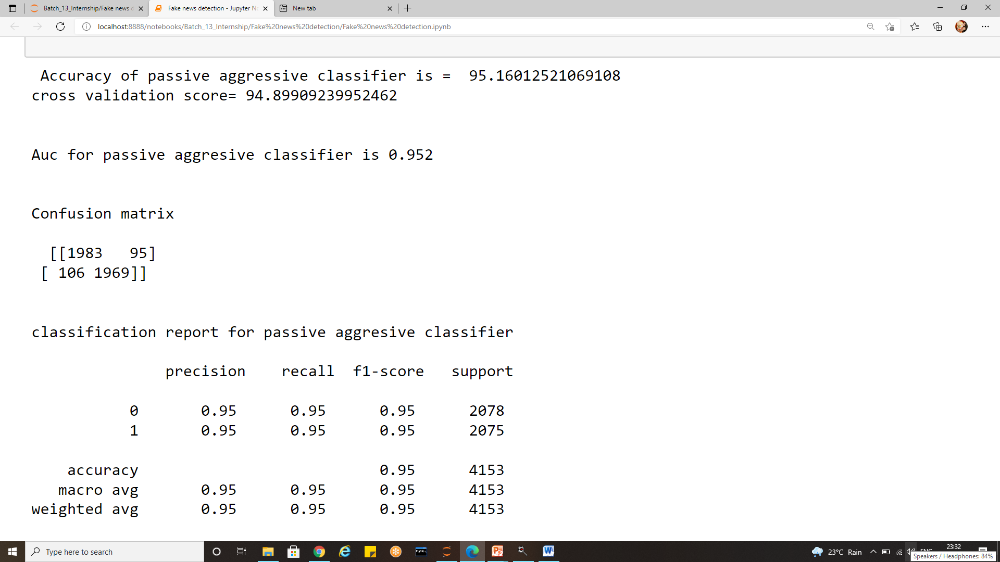 Batch_13_Internship/Fake news d
Fake news detection - Jupyter N
New tab
localhost:8888/notebooks/Batch_13_Internship/Fake%20news%20detection/Fake%20news%20detection.ipynb
Accuracy of passive aggressive classifier is =  95.16012521069108
cross validation score= 94.89909239952462
Auc for passive aggresive classifier is 0.952
Confusion matrix
[[1983   95]
[ 106 1969]]
classification report for passive aggresive classifier
precision    recall  f1-score   support
0       0.95      0.95      0.95      2078
1       0.95      0.95      0.95      2075
accuracy                           0.95      4153
macro avg       0.95      0.95      0.95      4153
weighted avg       0.95      0.95      0.95      4153
Type here to search
23°C Rain
23:32
Speakers / Headphones: 84%